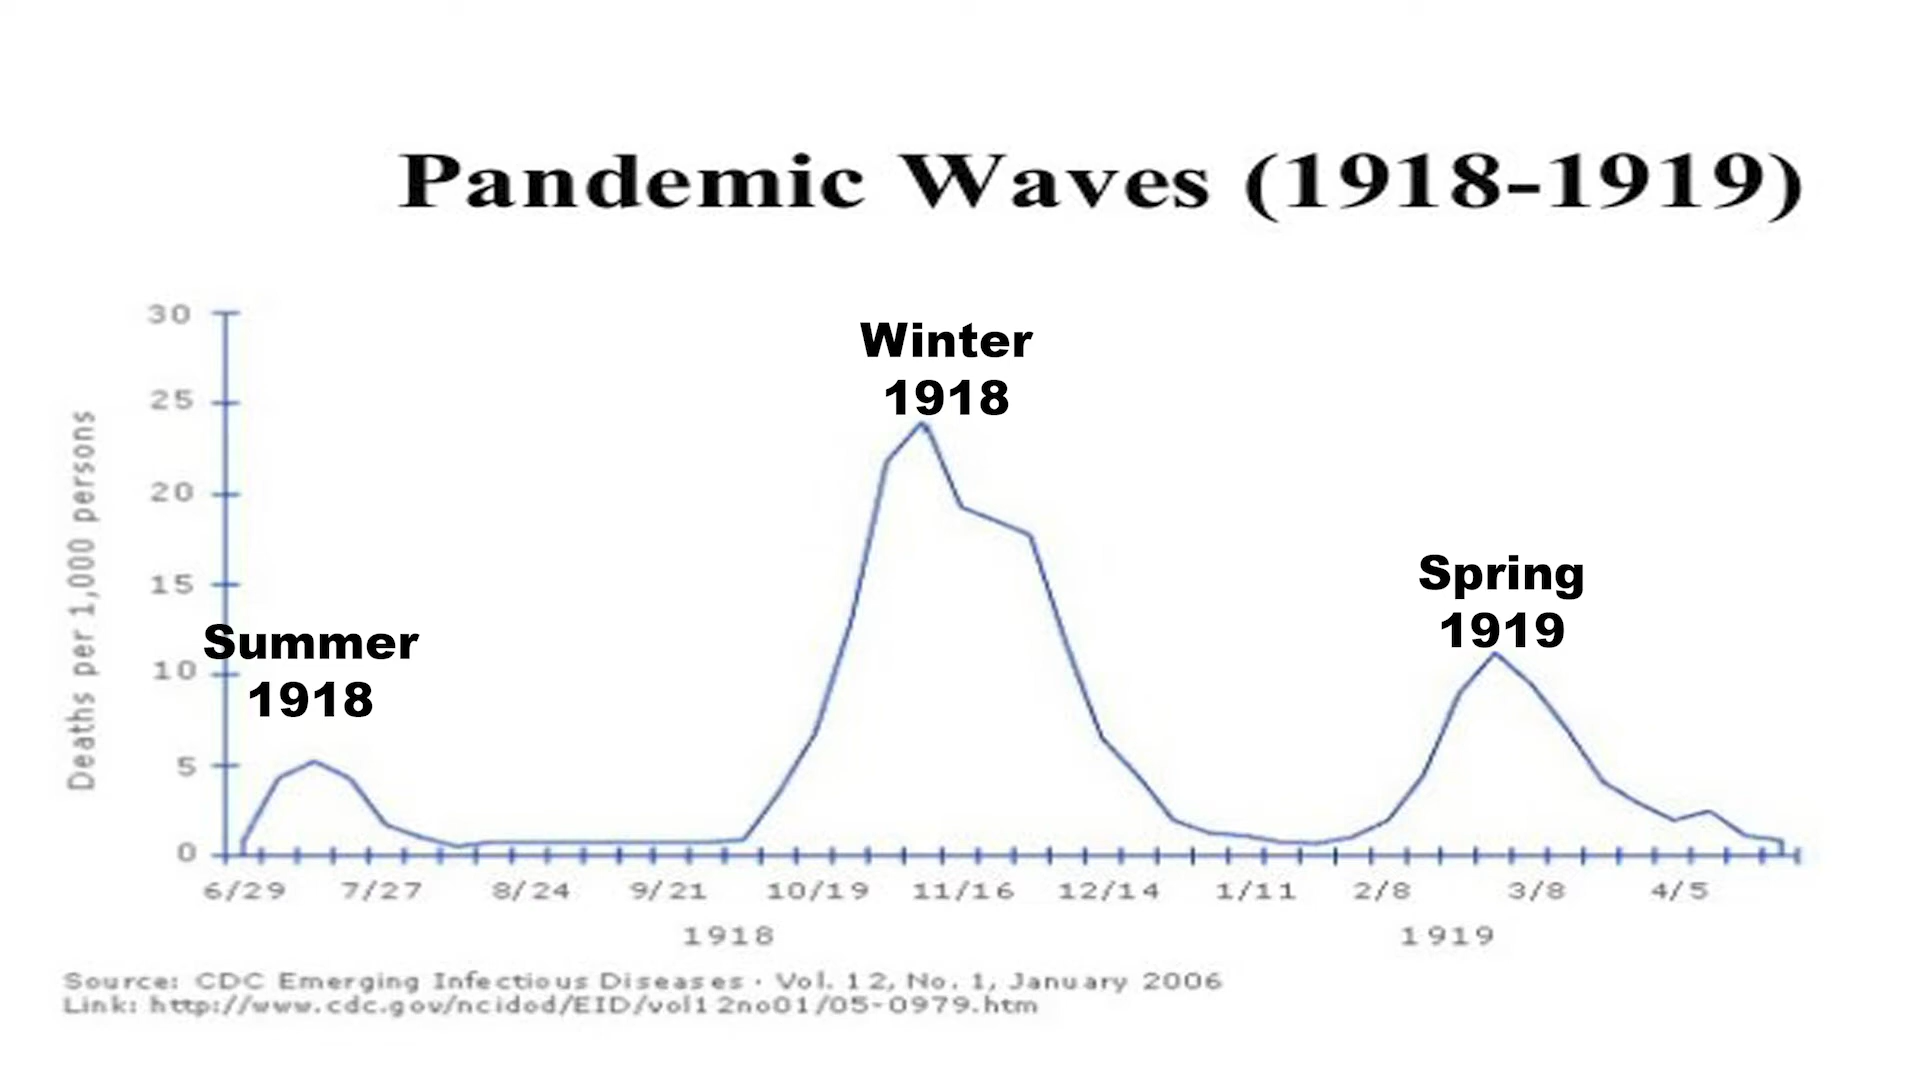 Pandemic Waves (1918-1919)
30
25
20
15
10
5
0
Deaths per 1,000 persons
Summer
1918
Winter
1918
Spring
1919
6/29 7/27 8/24 9/21 10/19 11/16 12/14 1/11 2/8 3/8 4/5
1918 1919
Source: CDC Emerging Infectious Diseases · Vol. 12, No. 1, January 2006
Link: http://www.cdc.gov/ncidod/EID/vol12no01/05-0979.htm